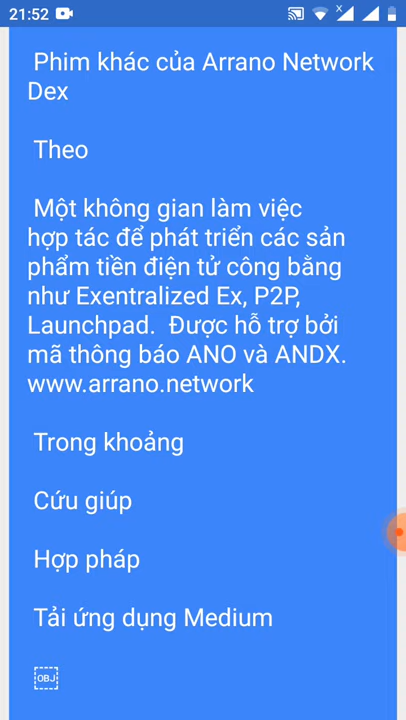 21:52
x
Phim khác của Arrano Network
Dex
Theo
Một không gian làm việc
hợp tác để phát triển các sản
phẩm tiền điện tử công bằng
như Exentralized Ex, P2P,
Launchpad. Được hỗ trợ bởi
mã thông báo ANO và ANDX.
www.arrano.network
Trong khoảng
Cứu giúp
Hợp pháp
Tải ứng dụng Medium
OBJ